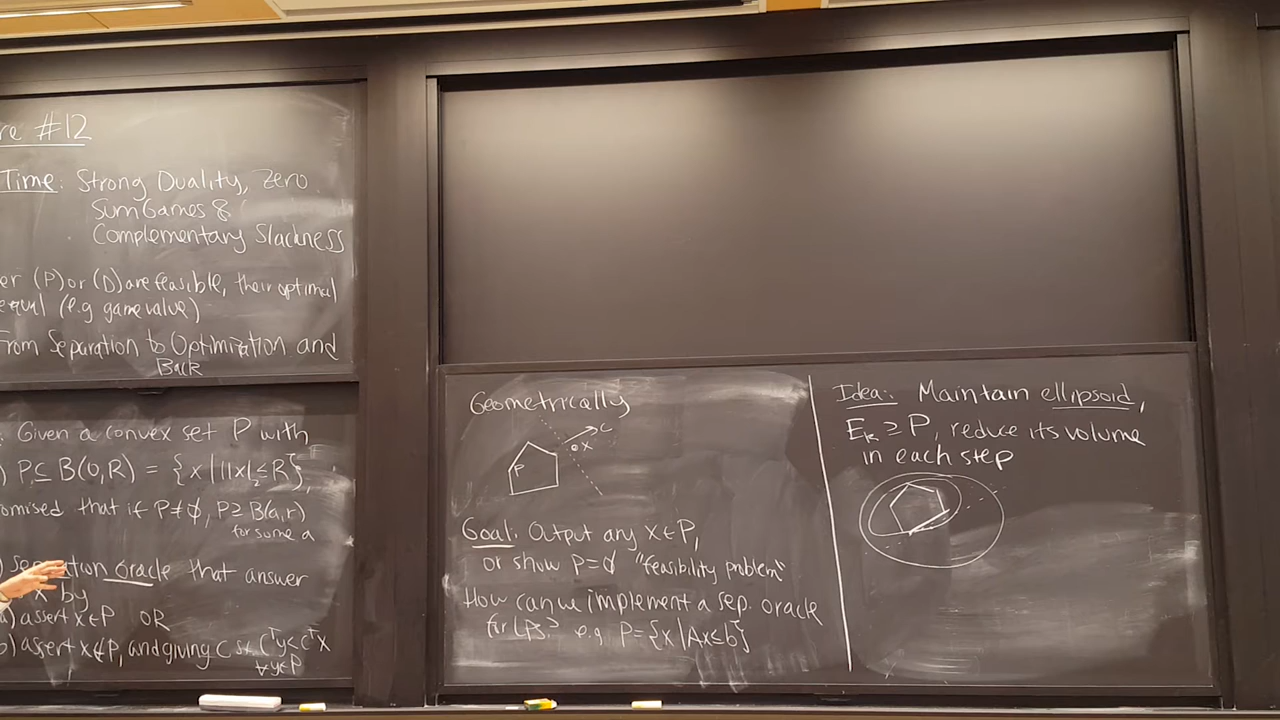 re #12
Time: Strong Duality, Zero
Sum Games &
Complementary Slackness
er (P) or (D) are feasible, their optimal
equal (e.g. game value)
From Separation to Optimization and
Back
: Given a convex set P with
) P ⊆ B(0,R) = {x | ||x||₂ ≤ R},
omised that if P ≠ ∅, P ⊇ B(a,r)
for some a
) Separation oracle that answer
x by
a) assert x ∈ P OR
b) assert x ∉ P, and giving C s.t. Cᵀy < Cᵀx
∀ y ∈ P
Geometrically
C
x
P
Goal: Output any x ∈ P,
or show P = ∅ "feasibility problem"
How can we implement a sep. oracle
for LPs? e.g. P = {x | Ax ≤ b}
Idea: Maintain ellipsoid,
Eₖ ⊇ P, reduce its volume
in each step